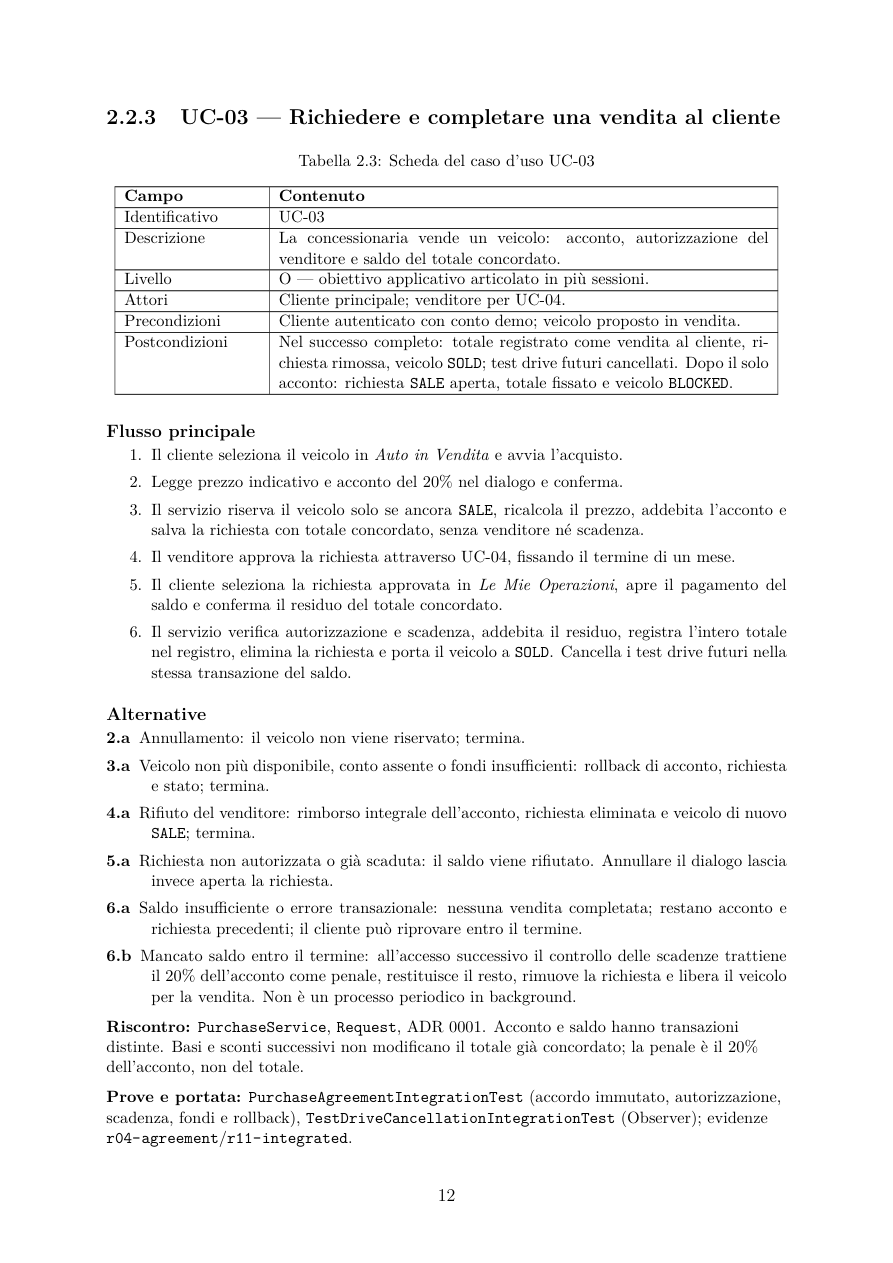 2.2.3 UC-03 — Richiedere e completare una vendita al cliente
Tabella 2.3: Scheda del caso d'uso UC-03
Campo Contenuto
Identificativo UC-03
Descrizione La concessionaria vende un veicolo: acconto, autorizzazione del
venditore e saldo del totale concordato.
Livello O — obiettivo applicativo articolato in più sessioni.
Attori Cliente principale; venditore per UC-04.
Precondizioni Cliente autenticato con conto demo; veicolo proposto in vendita.
Postcondizioni Nel successo completo: totale registrato come vendita al cliente, ri-
chiesta rimossa, veicolo SOLD; test drive futuri cancellati. Dopo il solo
acconto: richiesta SALE aperta, totale fissato e veicolo BLOCKED.
Flusso principale
1. Il cliente seleziona il veicolo in Auto in Vendita e avvia l'acquisto.
2. Legge prezzo indicativo e acconto del 20% nel dialogo e conferma.
3. Il servizio riserva il veicolo solo se ancora SALE, ricalcola il prezzo, addebita l'acconto e
salva la richiesta con totale concordato, senza venditore né scadenza.
4. Il venditore approva la richiesta attraverso UC-04, fissando il termine di un mese.
5. Il cliente seleziona la richiesta approvata in Le Mie Operazioni, apre il pagamento del
saldo e conferma il residuo del totale concordato.
6. Il servizio verifica autorizzazione e scadenza, addebita il residuo, registra l'intero totale
nel registro, elimina la richiesta e porta il veicolo a SOLD. Cancella i test drive futuri nella
stessa transazione del saldo.
Alternative
2.a Annullamento: il veicolo non viene riservato; termina.
3.a Veicolo non più disponibile, conto assente o fondi insufficienti: rollback di acconto, richiesta
e stato; termina.
4.a Rifiuto del venditore: rimborso integrale dell'acconto, richiesta eliminata e veicolo di nuovo
SALE; termina.
5.a Richiesta non autorizzata o già scaduta: il saldo viene rifiutato. Annullare il dialogo lascia
invece aperta la richiesta.
6.a Saldo insufficiente o errore transazionale: nessuna vendita completata; restano acconto e
richiesta precedenti; il cliente può riprovare entro il termine.
6.b Mancato saldo entro il termine: all'accesso successivo il controllo delle scadenze trattiene
il 20% dell'acconto come penale, restituisce il resto, rimuove la richiesta e libera il veicolo
per la vendita. Non è un processo periodico in background.
Riscontro: PurchaseService, Request, ADR 0001. Acconto e saldo hanno transazioni
distinte. Basi e sconti successivi non modificano il totale già concordato; la penale è il 20%
dell'acconto, non del totale.
Prove e portata: PurchaseAgreementIntegrationTest (accordo immutato, autorizzazione,
scadenza, fondi e rollback), TestDriveCancellationIntegrationTest (Observer); evidenze
r04-agreement/r11-integrated.
12